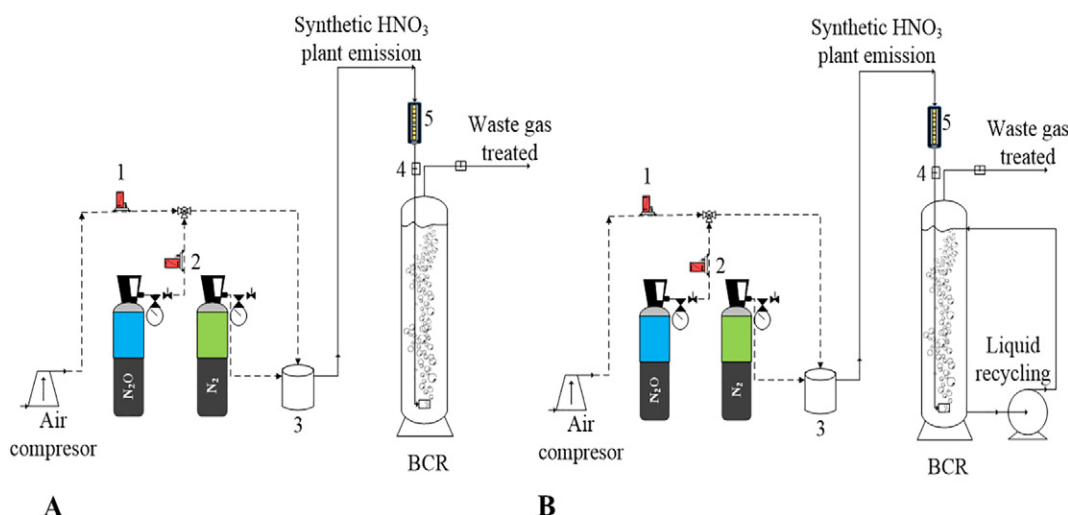 Synthetic HNO₃
plant emission
5
Waste gas
treated
4
1
2
N₂O
N₂
3
Air
compresor
BCR
A
Synthetic HNO₃
plant emission
5
Waste gas
treated
4
1
2
N₂O
N₂
3
Air
compresor
Liquid
recycling
BCR
B